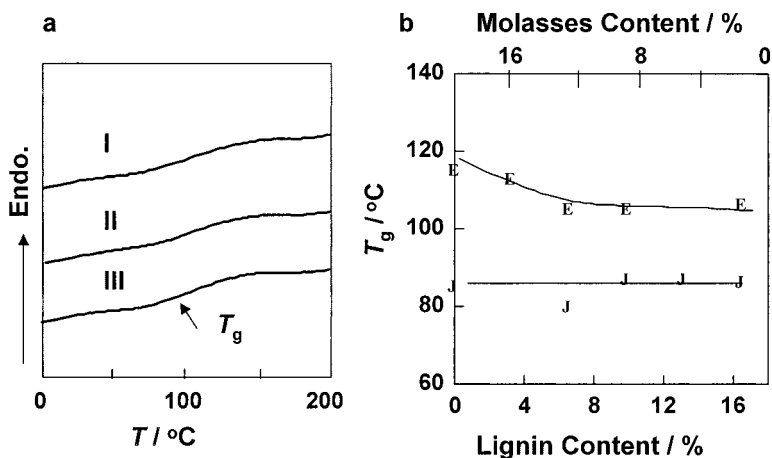 a
I
II
III
Endo.
Tg
0
100
200
T / °C
b
Molasses Content / %
16
8
0
140
120
100
80
60
Tg /°C
E
E
E
E
E
J
J
J
J
J
0
4
8
12
16
Lignin Content / %